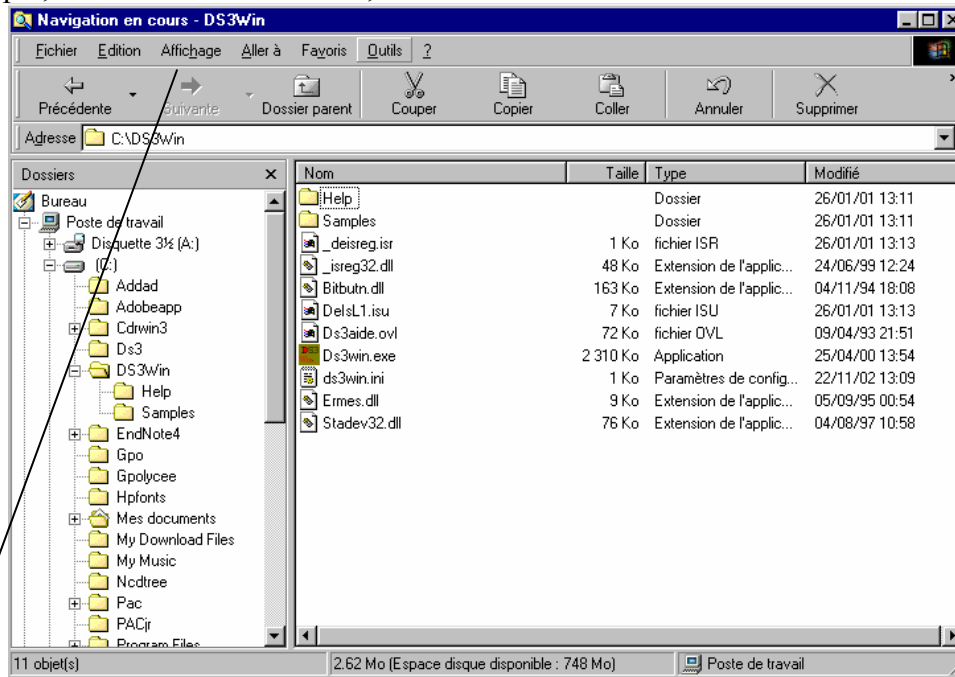 Navigation en cours - DS3Win
Fichier Edition Affichage Aller à Favoris Outils ?
Précédente Suivante Dossier parent Couper Copier Coller Annuler Supprimer »
Adresse C:\DS3Win
Dossiers
Bureau
Poste de travail
Disquette 3½ (A:)
(C:)
Addad
Adobeapp
Cdrwin3
Ds3
DS3Win
Help
Samples
EndNote4
Gpo
Gpolycee
Hpfonts
Mes documents
My Download Files
My Music
Ncdtree
Pac
PACjr
Program Files
Nom Taille Type Modifié
Help Dossier 26/01/01 13:11
Samples Dossier 26/01/01 13:11
_deisreg.isr 1 Ko fichier ISR 26/01/01 13:13
_isreg32.dll 48 Ko Extension de l'applic... 24/06/99 12:24
Bitbutn.dll 163 Ko Extension de l'applic... 04/11/94 18:08
DelsL1.isu 7 Ko fichier ISU 26/01/01 13:13
Ds3aide.ovl 72 Ko fichier OVL 09/04/93 21:51
Ds3win.exe 2 310 Ko Application 25/04/00 13:54
ds3win.ini 1 Ko Paramètres de config... 22/11/02 13:09
Ermes.dll 9 Ko Extension de l'applic... 05/09/95 00:54
Stadev32.dll 76 Ko Extension de l'applic... 04/08/97 10:58
11 objet(s) 2.62 Mo (Espace disque disponible : 748 Mo) Poste de travail